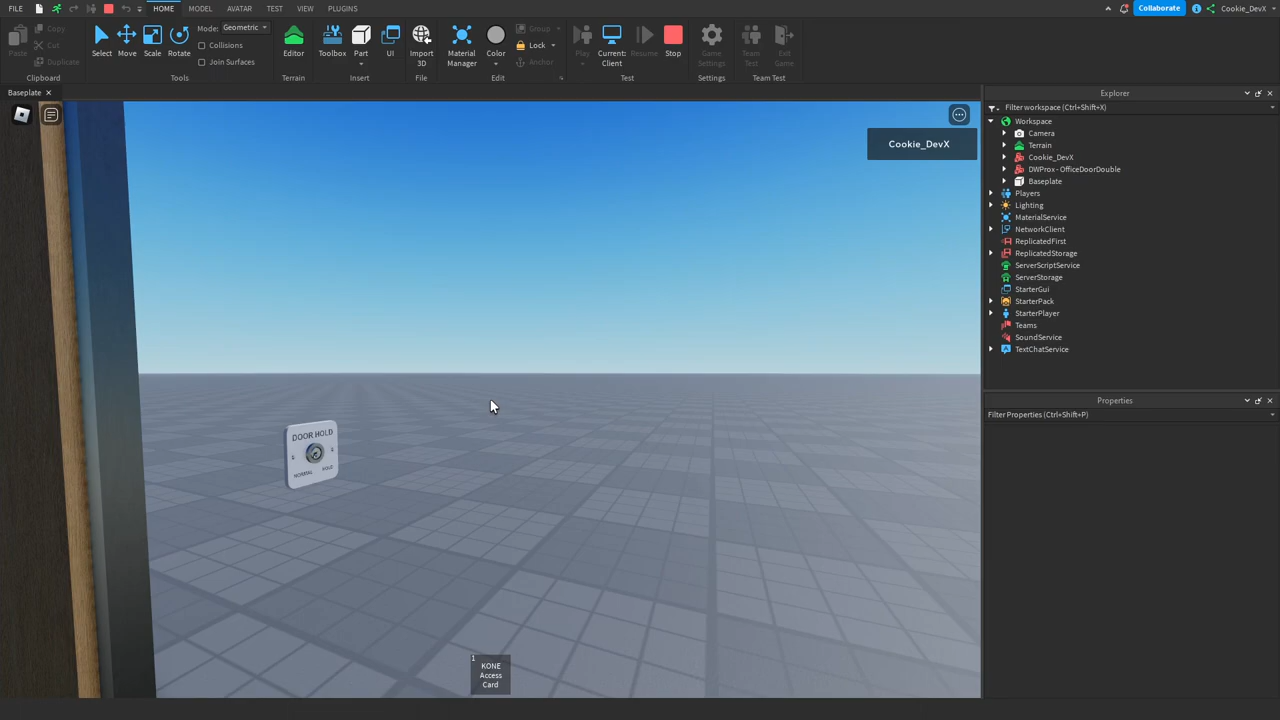 FILE HOME MODEL AVATAR TEST VIEW PLUGINS Collaborate Cookie_DevX
Paste Copy Cut Duplicate Select Move Scale Rotate Mode: Geometric Collisions Join Surfaces Editor Toolbox Part UI Import 3D Material Manager Color Group Lock Anchor Play Current: Client Resume Stop Game Settings Team Test Exit Game
Clipboard Tools Terrain Insert File Edit Test Settings Team Test
Baseplate
Cookie_DevX
DOOR HOLD
NORMAL HOLD
1
KONE
Access
Card
Explorer
Filter workspace (Ctrl+Shift+X)
Workspace
Camera
Terrain
Cookie_DevX
DWProx - OfficeDoorDouble
Baseplate
Players
Lighting
MaterialService
NetworkClient
ReplicatedFirst
ReplicatedStorage
ServerScriptService
ServerStorage
StarterGui
StarterPack
StarterPlayer
Teams
SoundService
TextChatService
Properties
Filter Properties (Ctrl+Shift+P)